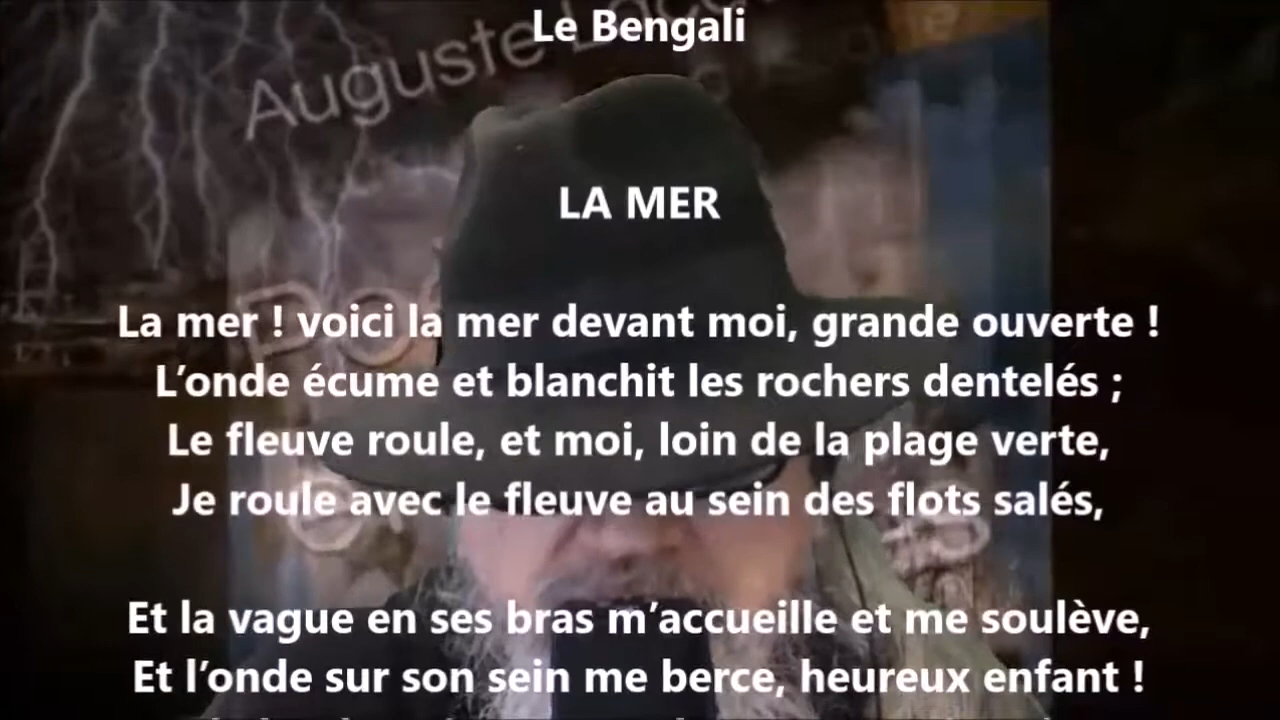 Le Bengali
Auguste
LA MER
La mer ! voici la mer devant moi, grande ouverte !
L’onde écume et blanchit les rochers dentelés ;
Le fleuve roule, et moi, loin de la plage verte,
Je roule avec le fleuve au sein des flots salés,
Et la vague en ses bras m’accueille et me soulève,
Et l’onde sur son sein me berce, heureux enfant !